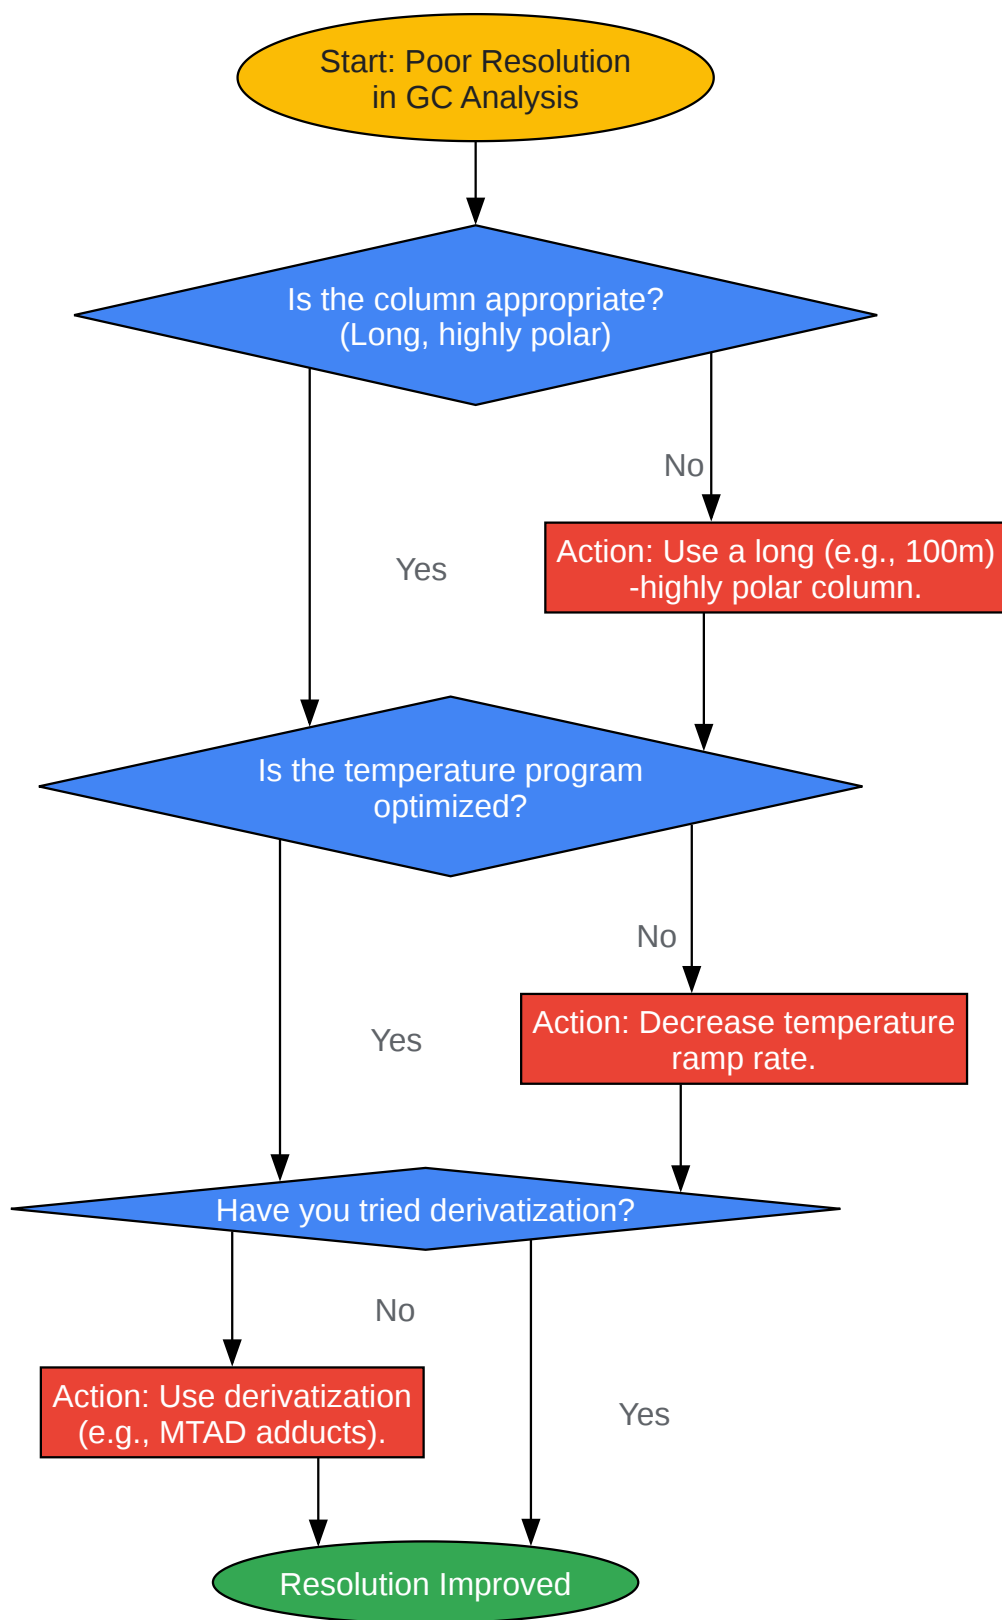 Start: Poor Resolution
in GC Analysis
Is the column appropriate?
(Long, highly polar)
No
Action: Use a long (e.g., 100m)
-highly polar column.
Yes
Is the temperature program
optimized?
No
Action: Decrease temperature
ramp rate.
Yes
Have you tried derivatization?
No
Action: Use derivatization
(e.g., MTAD adducts).
Yes
Resolution Improved